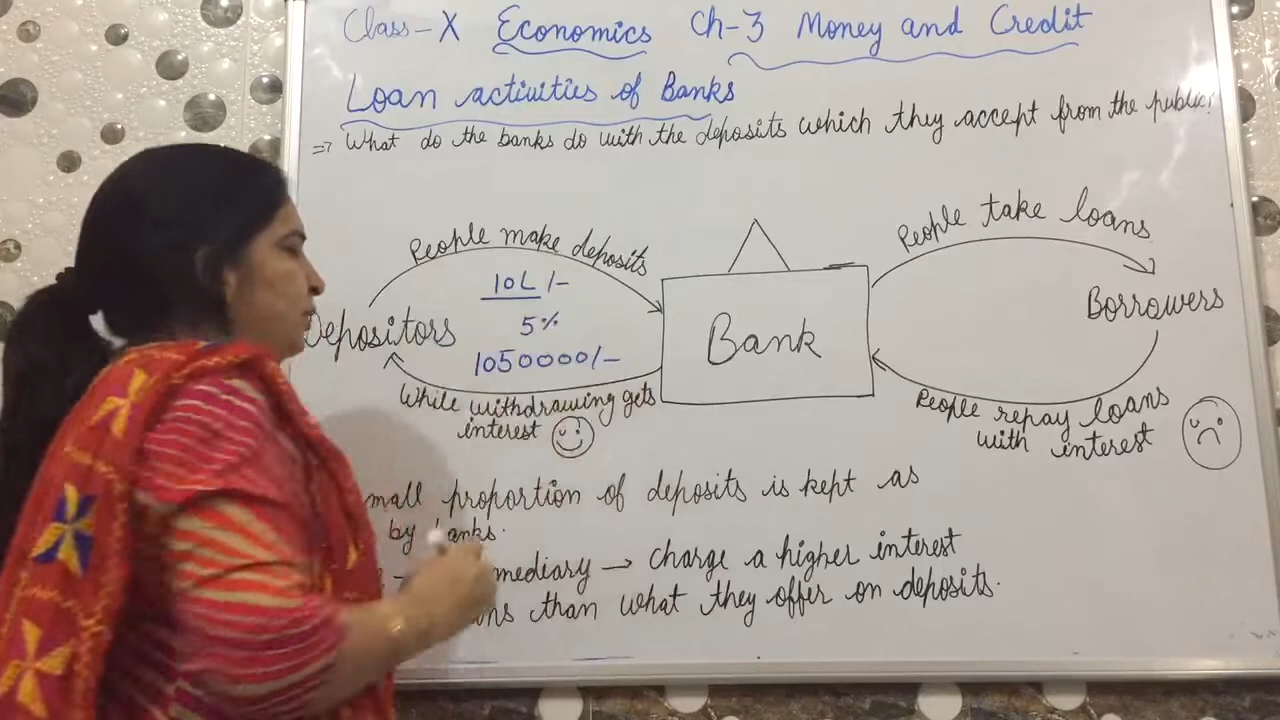 Class-X Economics Ch-3 Money and Credit
Loan activities of Banks
=> What do the banks do with the deposits which they accept from the public?
People make deposits
10L/-
5%
1050000/-
Depositors
While withdrawing gets
interest
Bank
People take loans
Borrowers
People repay loans
with interest
mall proportion of deposits is kept as
by banks.
mediary → charge a higher interest
than what they offer on deposits.